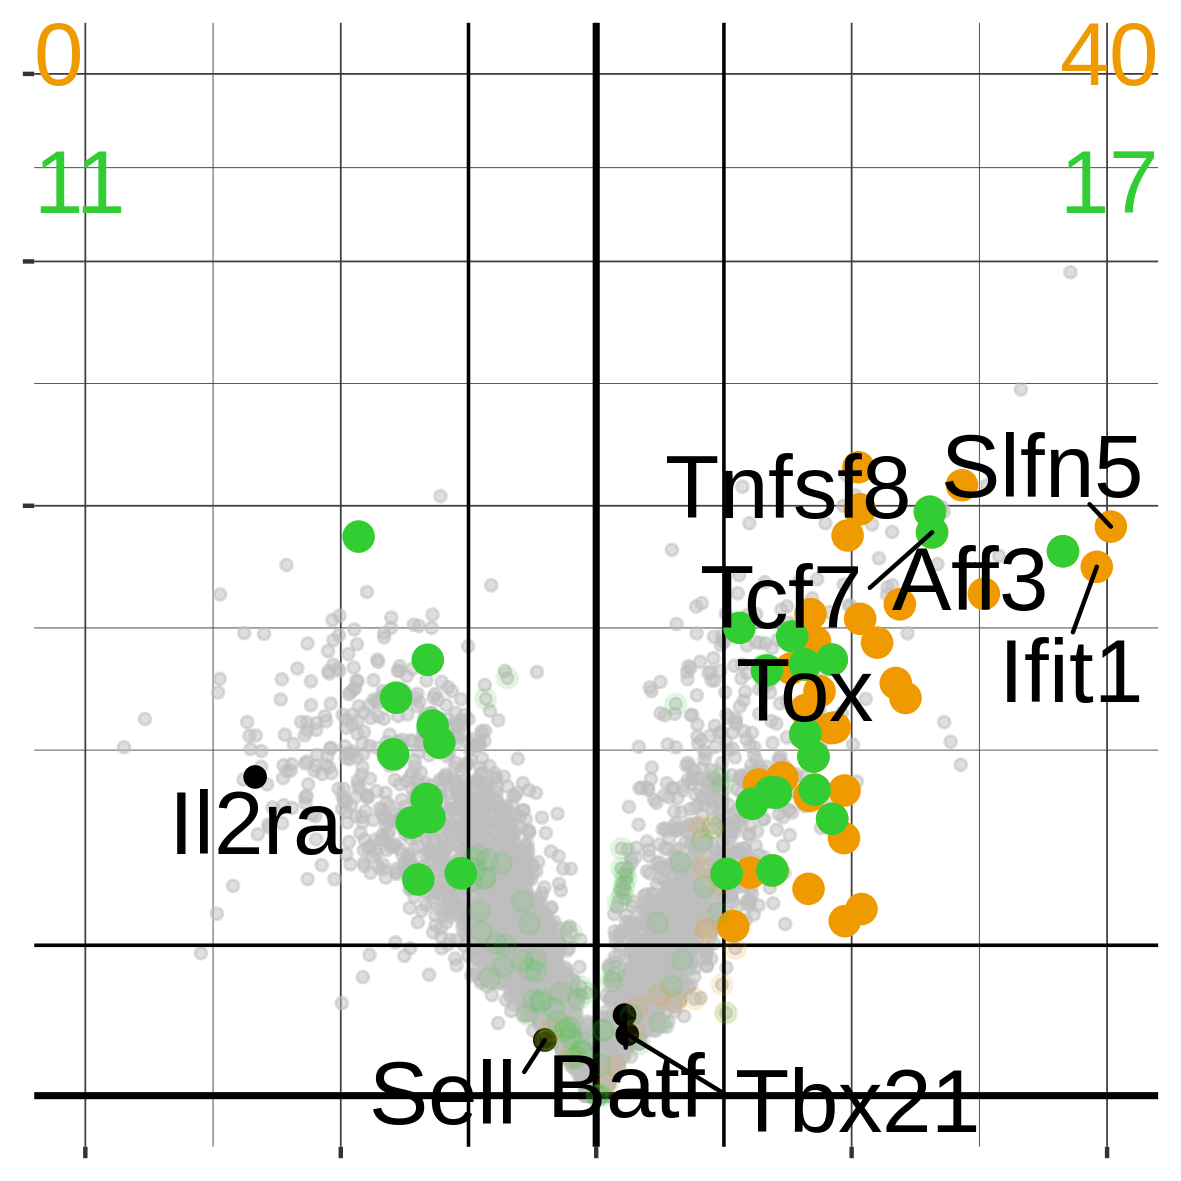 0 40
11 17
Slfn5
Tnfsf8
Aff3
Tcf7
Ifit1
Tox
Il2ra
Sell Batf Tbx21